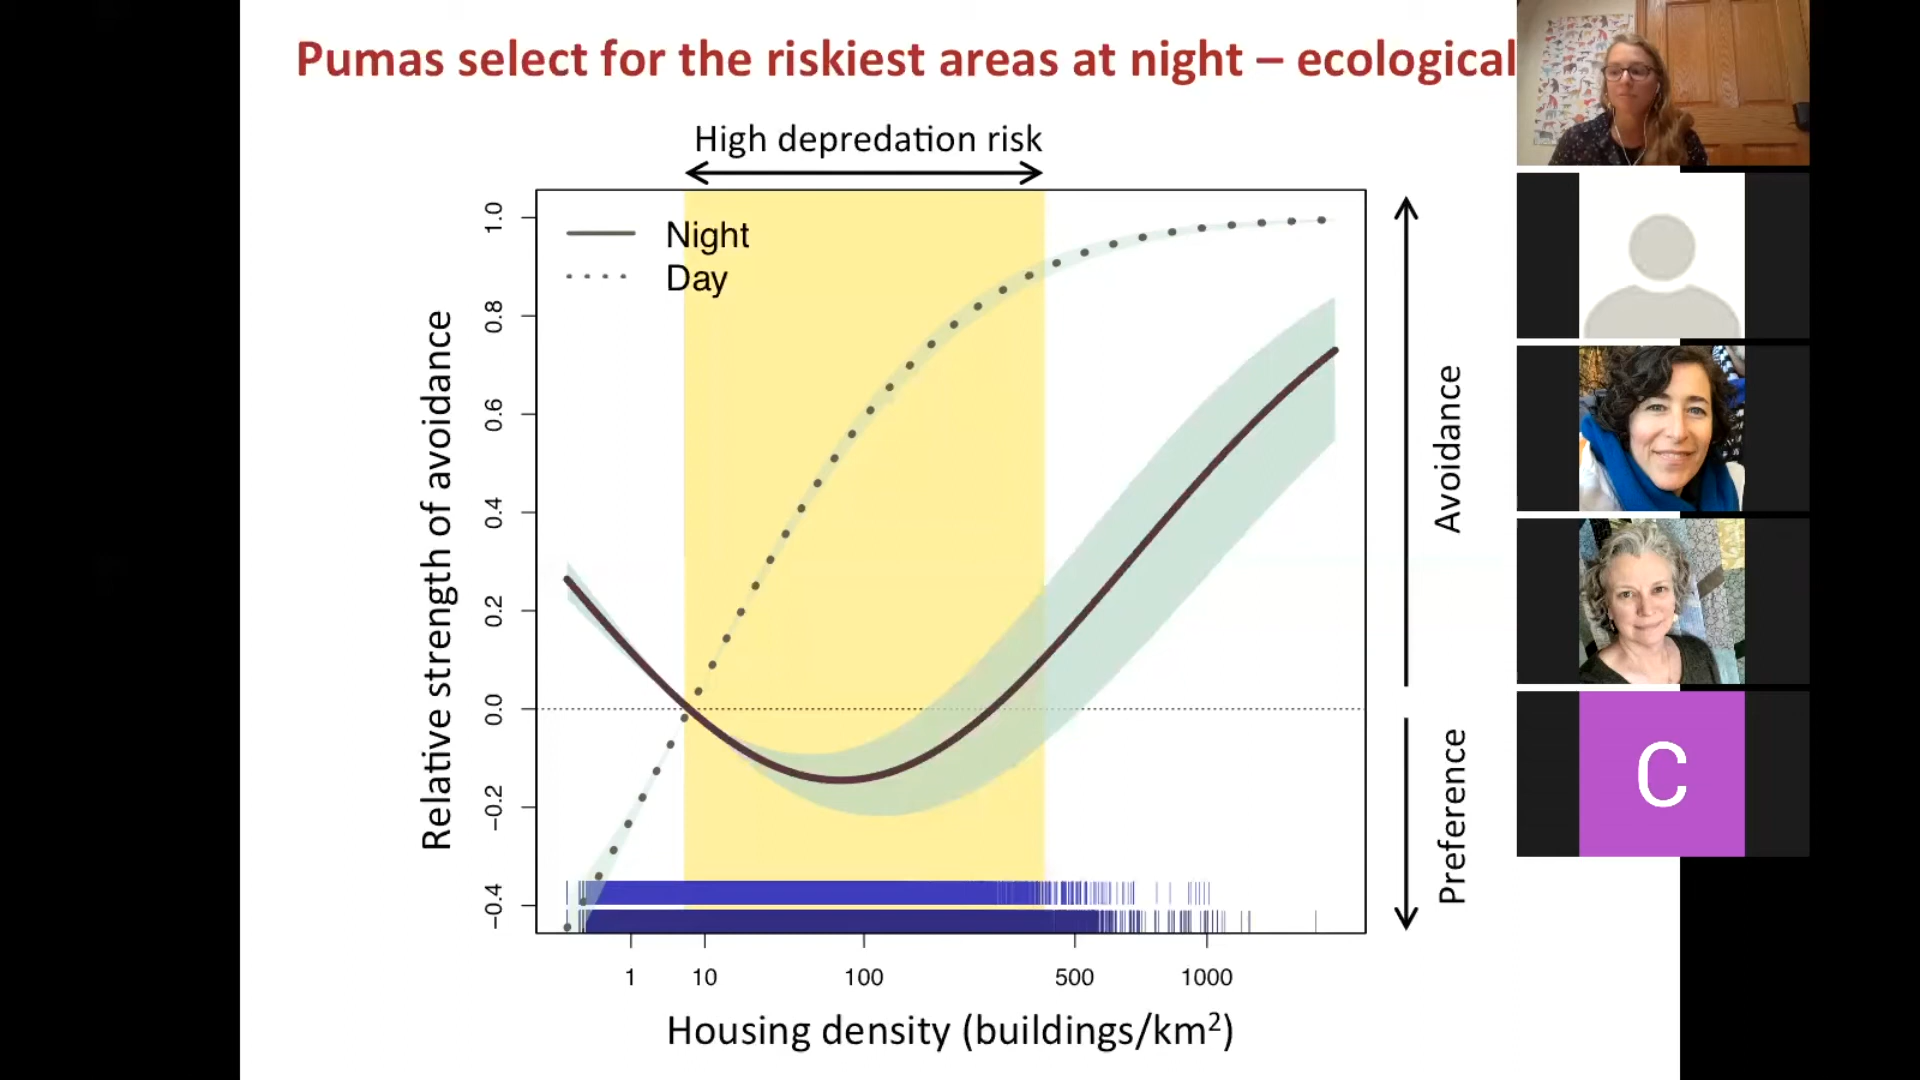 Pumas select for the riskiest areas at night – ecological
High depredation risk
Night
Day
Relative strength of avoidance
1.0
0.8
0.6
0.4
0.2
0.0
−0.2
−0.4
1 10 100 500 1000
Housing density (buildings/km²)
Avoidance
Preference
C